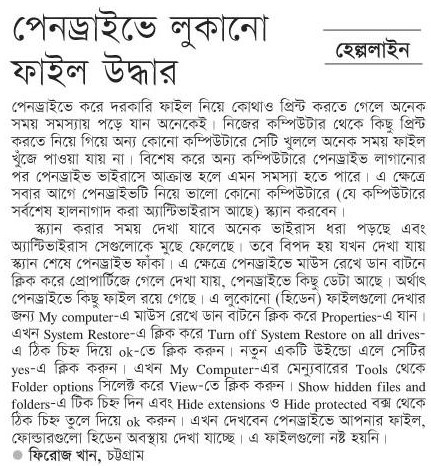 পেনড্রাইভে লুকানো
ফাইল উদ্ধার
হেল্পলাইন
পেনড্রাইভে করে দরকারি ফাইল নিয়ে কোথাও প্রিন্ট করতে গেলে অনেক
সময় সমস্যায় পড়ে যান অনেকেই। নিজের কম্পিউটার থেকে কিছু প্রিন্ট
করতে নিয়ে গিয়ে অন্য কোনো কম্পিউটারে সেটি খুললে অনেক সময় ফাইল
খুঁজে পাওয়া যায় না। বিশেষ করে অন্য কম্পিউটারে পেনড্রাইভ লাগানোর
পর পেনড্রাইভ ভাইরাসে আক্রান্ত হলে এমন সমস্যা হতে পারে। এ ক্ষেত্রে
সবার আগে পেনড্রাইভটি নিয়ে ভালো কোনো কম্পিউটারে (যে কম্পিউটারে
সর্বশেষ হালনাগাদ করা অ্যান্টিভাইরাস আছে) স্ক্যান করবেন।
স্ক্যান করার সময় দেখা যাবে অনেক ভাইরাস ধরা পড়ছে এবং
অ্যান্টিভাইরাস সেগুলোকে মুছে ফেলেছে। তবে বিপদ হয় যখন দেখা যায়
স্ক্যান শেষে পেনড্রাইভ ফাঁকা। এ ক্ষেত্রে পেনড্রাইভে মাউস রেখে ডান বাটনে
ক্লিক করে প্রোপার্টিজে গেলে দেখা যায়, পেনড্রাইভে কিছু ডেটা আছে। অর্থাৎ
পেনড্রাইভে কিছু ফাইল রয়ে গেছে। এ লুকোনো (হিডেন) ফাইলগুলো দেখার
জন্য My computer-এ মাউস রেখে ডান বাটনে ক্লিক করে Properties-এ যান।
এখন System Restore-এ ক্লিক করে Turn off System Restore on all drives-
এ ঠিক চিহ্ন দিয়ে ok-তে ক্লিক করুন। নতুন একটি উইন্ডো এলে সেটির
yes-এ ক্লিক করুন। এখন My Computer-এর মেন্যুবারের Tools থেকে
Folder options সিলেক্ট করে View-তে ক্লিক করুন। Show hidden files and
folders-এ টিক চিহ্ন দিন এবং Hide extensions ও Hide protected বক্স থেকে
ঠিক চিহ্ন তুলে দিয়ে ok করুন। এখন দেখবেন পেনড্রাইভে আপনার ফাইল,
ফোল্ডারগুলো হিডেন অবস্থায় দেখা যাচ্ছে। এ ফাইলগুলো নষ্ট হয়নি।
● ফিরোজ খান, চট্টগ্রাম